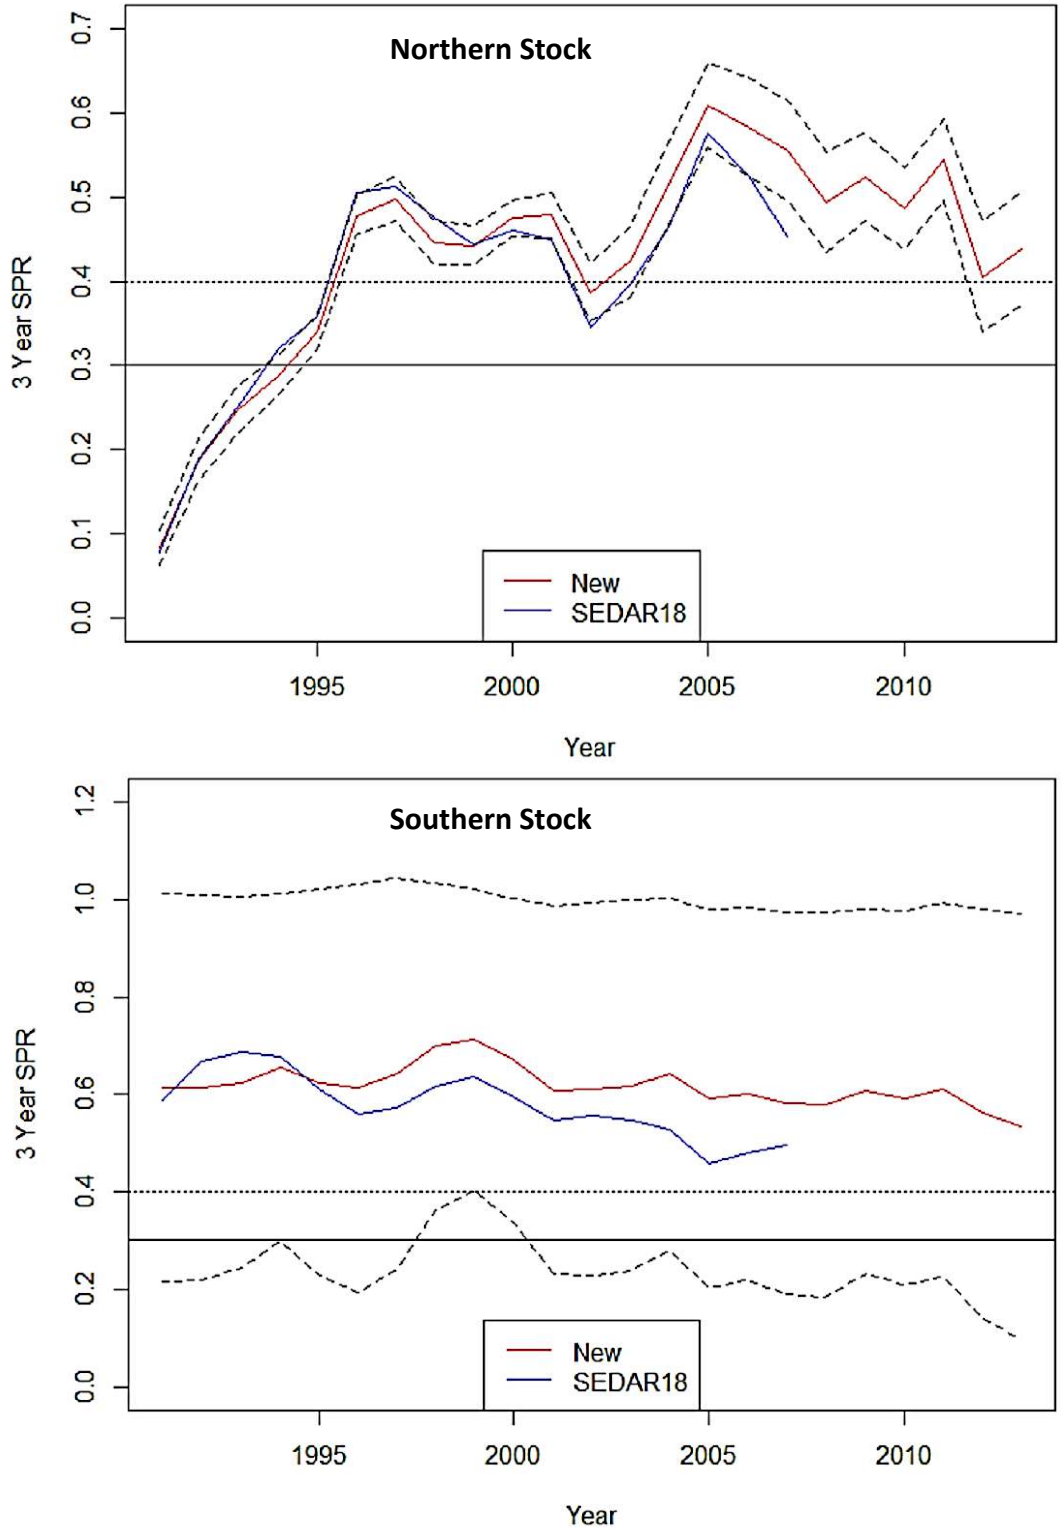 Northern Stock
3 Year SPR
0.7
0.6
0.5
0.4
0.3
0.2
0.1
0.0
New
SEDAR18
1995 2000 2005 2010
Year
Southern Stock
3 Year SPR
1.2
1.0
0.8
0.6
0.4
0.2
0.0
New
SEDAR18
1995 2000 2005 2010
Year